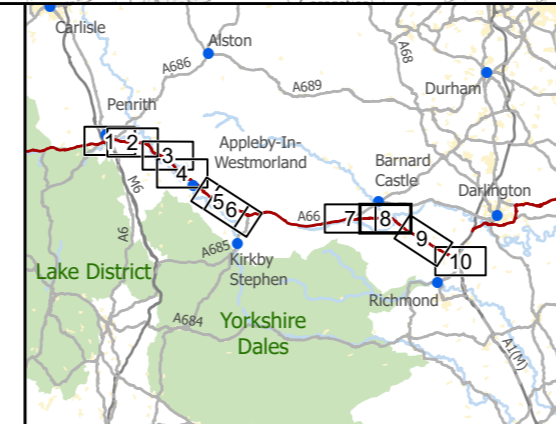 Carlisle
Alston
A686
A68
A689
Durham
Penrith
Appleby-In-
Westmorland
Barnard
Castle
Darlington
1
2
3
4
5
6
7
8
9
10
M6
A6
A66
A685
Kirkby
Stephen
Lake District
Richmond
A684
Yorkshire
Dales
A1(M)